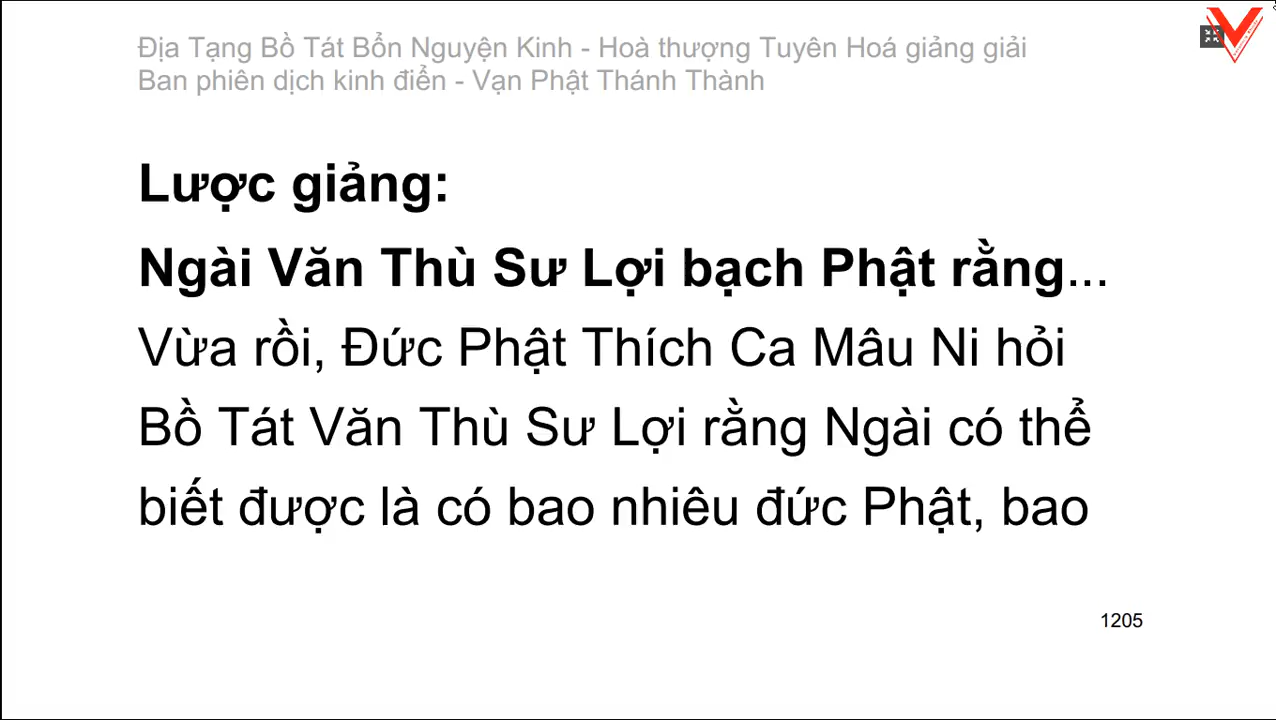 Địa Tạng Bồ Tát Bổn Nguyện Kinh - Hoà thượng Tuyên Hoá giảng giải
Ban phiên dịch kinh điển - Vạn Phật Thánh Thành
Lược giảng:
Ngài Văn Thù Sư Lợi bạch Phật rằng...
Vừa rồi, Đức Phật Thích Ca Mâu Ni hỏi
Bồ Tát Văn Thù Sư Lợi rằng Ngài có thể
biết được là có bao nhiêu đức Phật, bao
1205